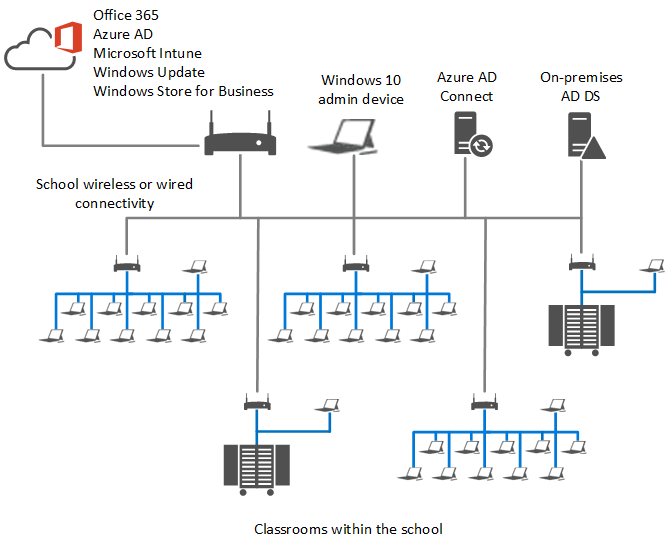 Office 365
Azure AD
Microsoft Intune
Windows Update
Windows Store for Business
Windows 10
admin device
Azure AD
Connect
On-premises
AD DS
School wireless or wired
connectivity
Classrooms within the school